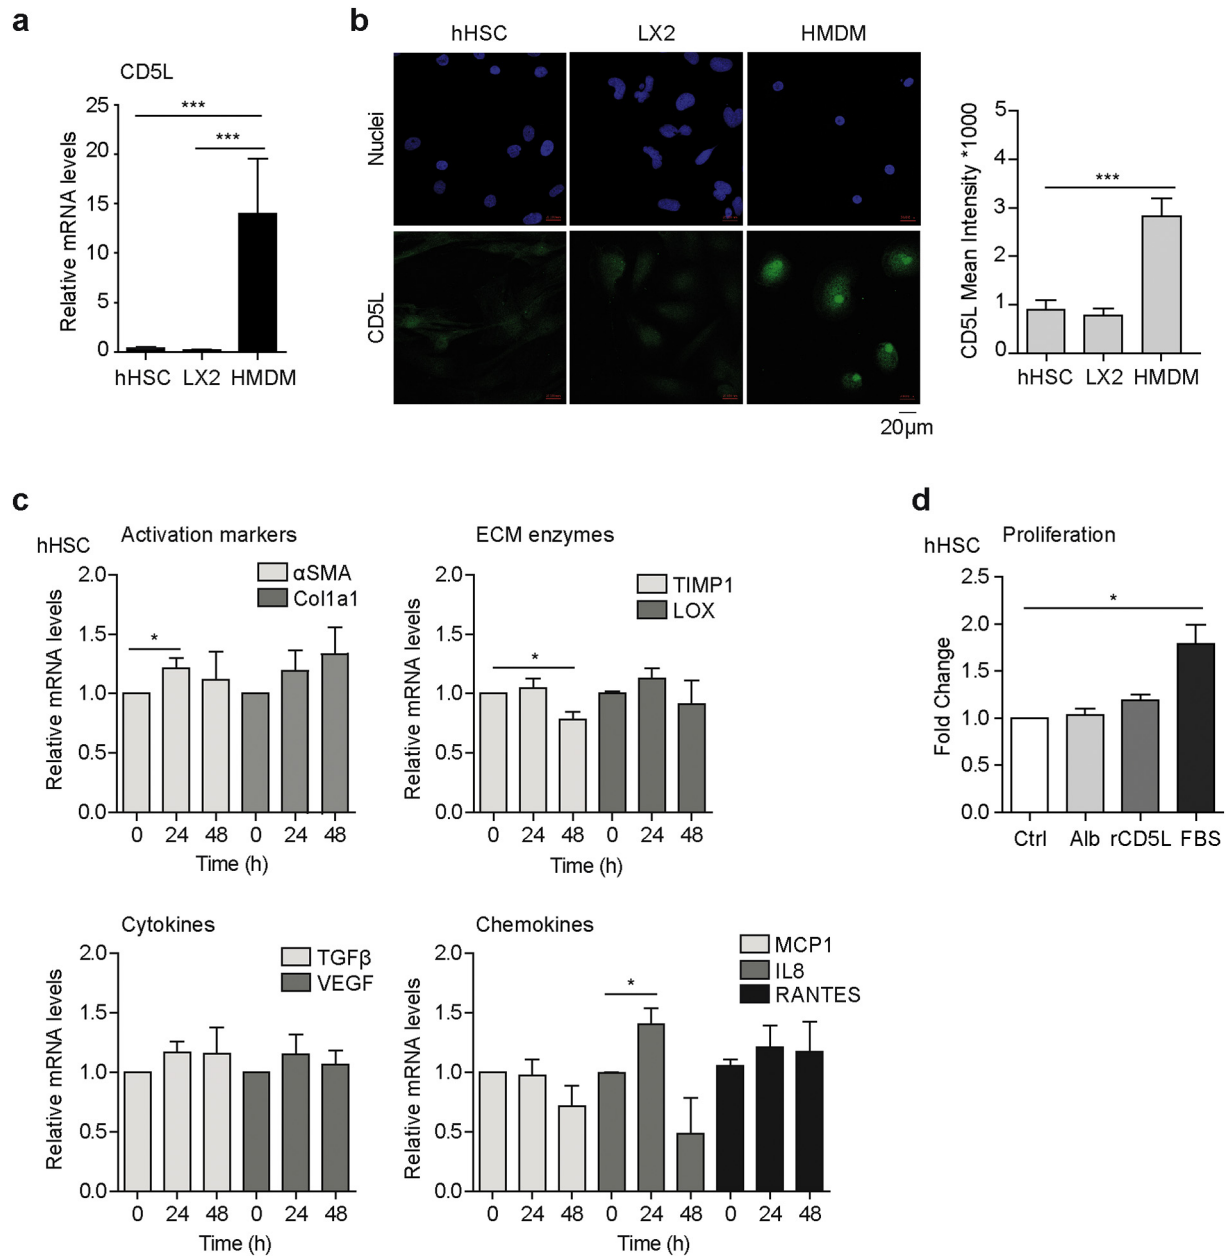 a
CD5L
Relative mRNA levels
25
20
15
10
5
0
***
***
hHSC LX2 HMDM
b
hHSC LX2 HMDM
Nuclei
CD5L
20µm
CD5L Mean Intensity *1000
5
4
3
2
1
0
***
hHSC LX2 HMDM
c
hHSC
Activation markers
αSMA
Col1a1
Relative mRNA levels
2.0
1.5
1.0
0.5
0.0
*
0 24 48 0 24 48
Time (h)
ECM enzymes
TIMP1
LOX
Relative mRNA levels
2.0
1.5
1.0
0.5
0.0
*
0 24 48 0 24 48
Time (h)
d
hHSC
Proliferation
Fold Change
2.5
2.0
1.5
1.0
0.5
0.0
*
Ctrl Alb rCD5L FBS
Cytokines
TGFβ
VEGF
Relative mRNA levels
2.0
1.5
1.0
0.5
0.0
0 24 48 0 24 48
Time (h)
Chemokines
MCP1
IL8
RANTES
Relative mRNA levels
2.0
1.5
1.0
0.5
0.0
*
0 24 48 0 24 48 0 24 48
Time (h)